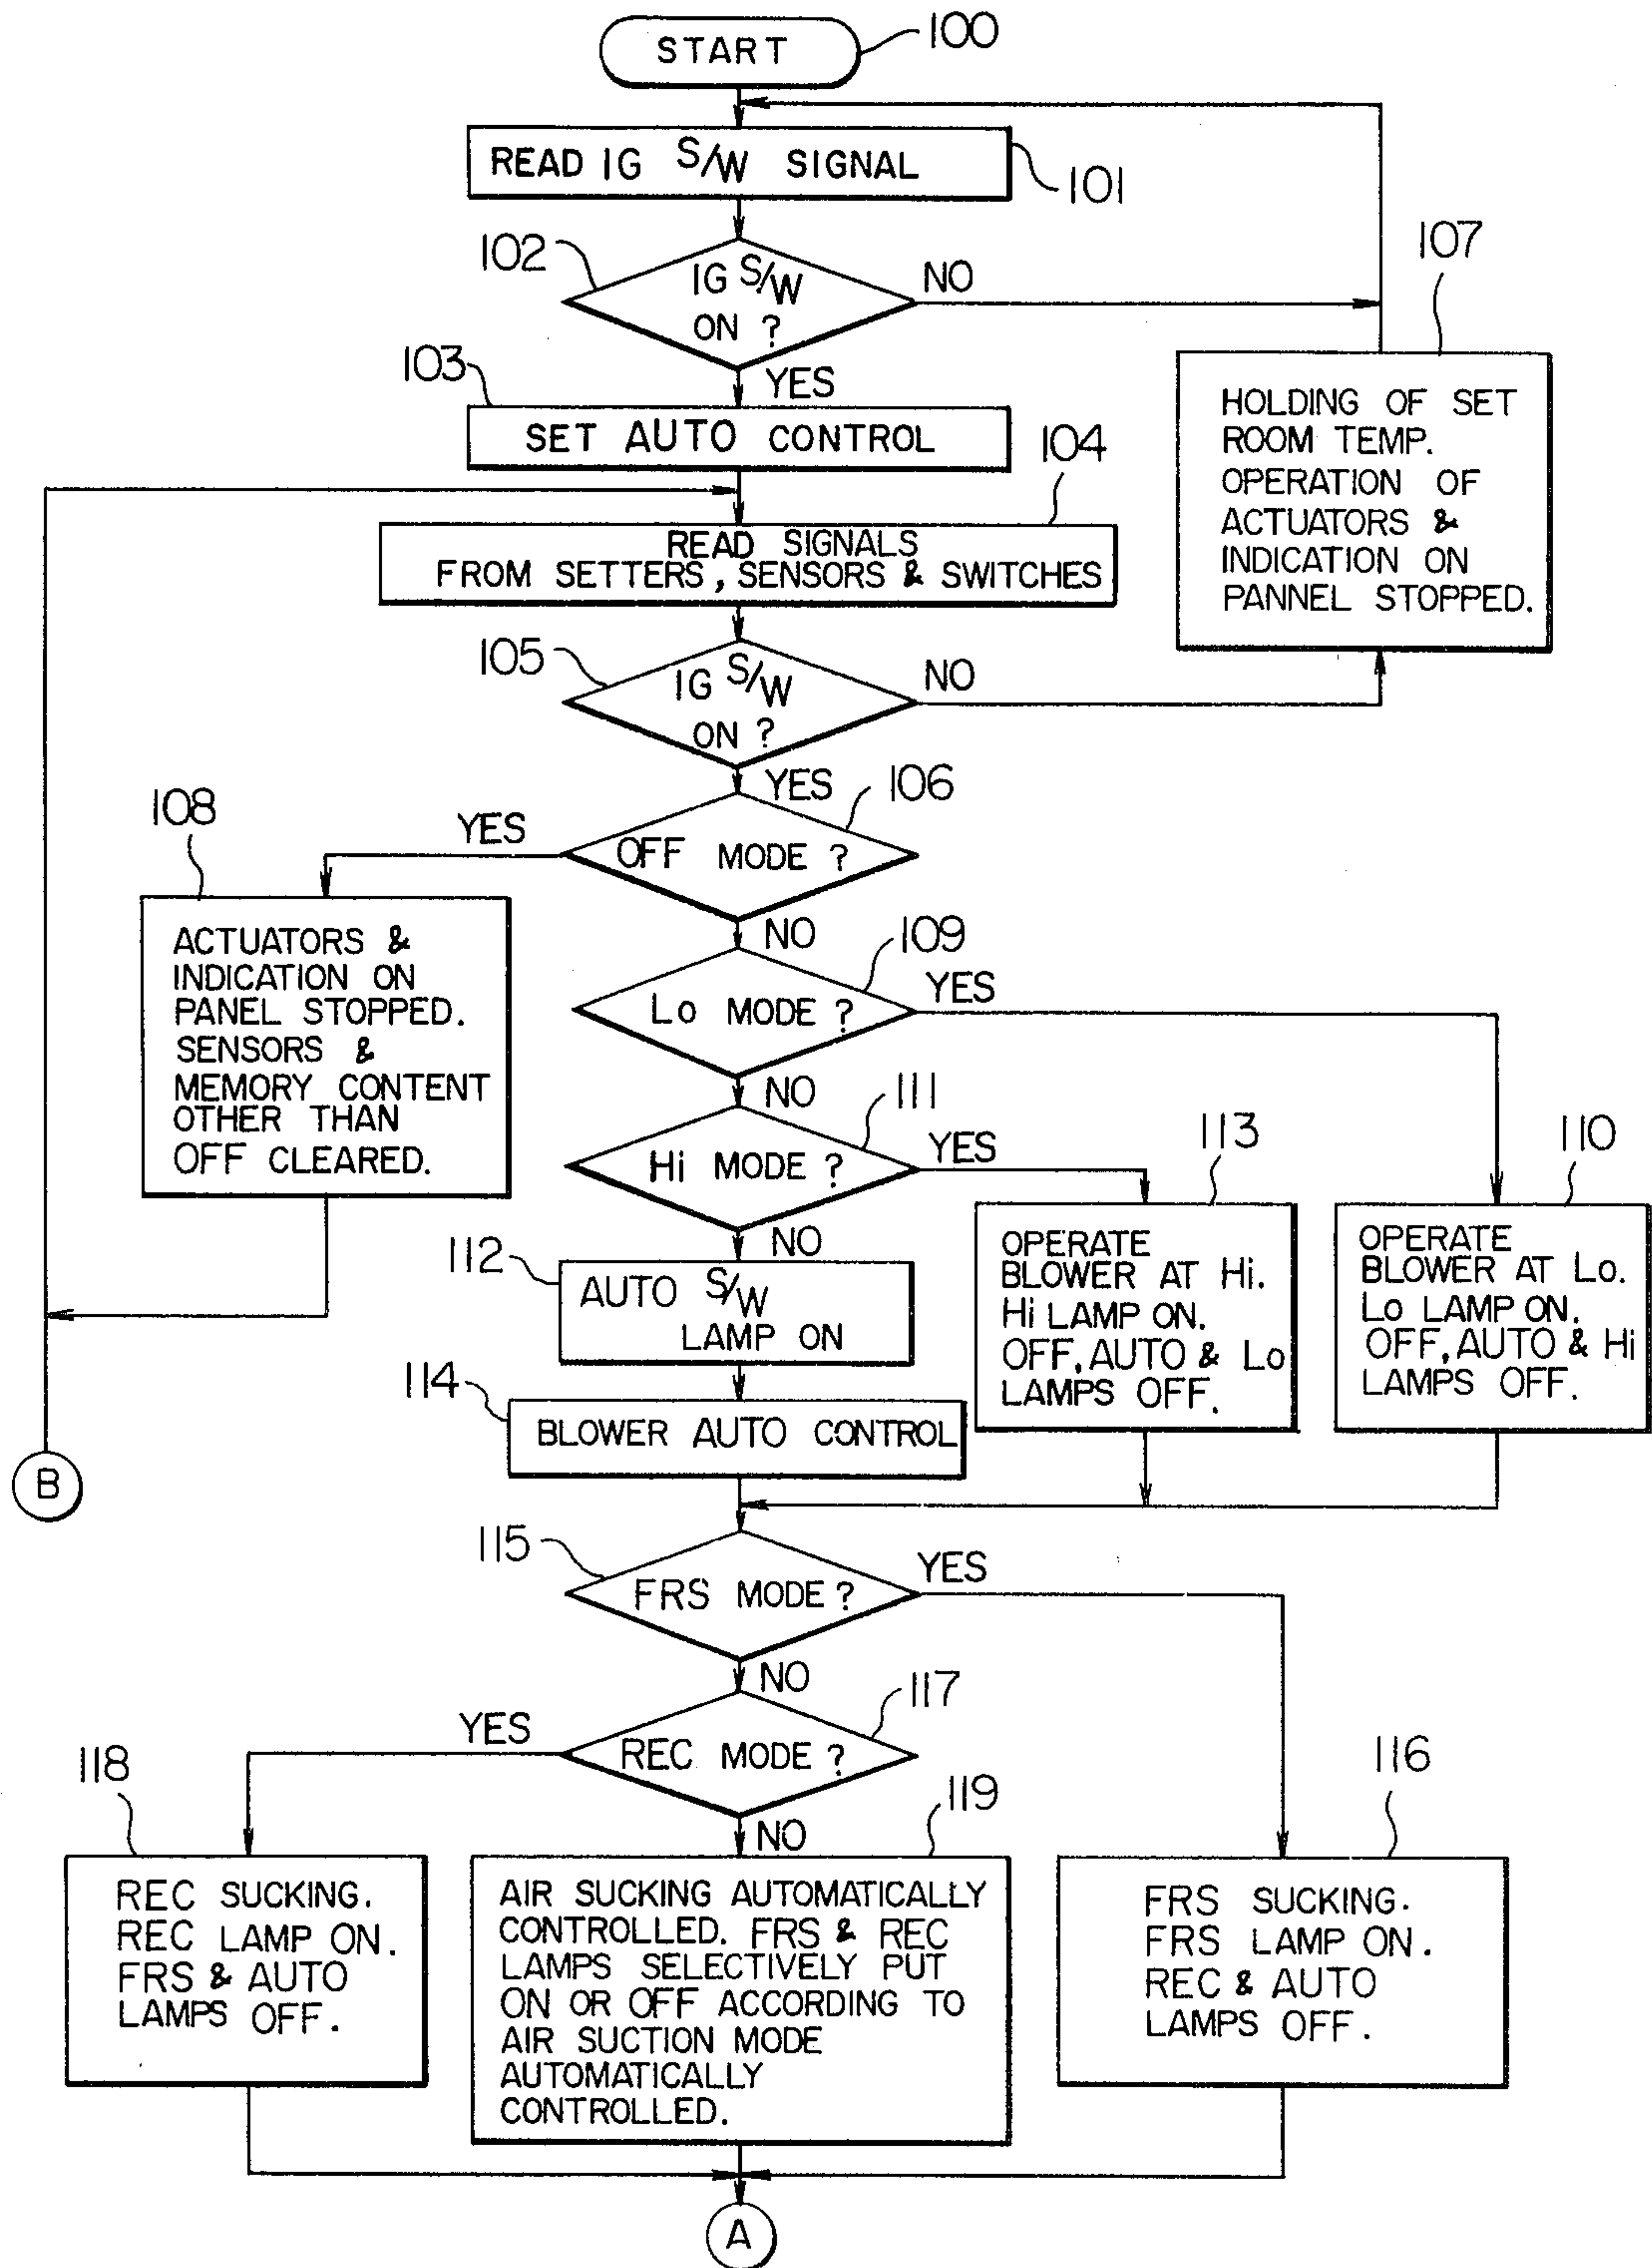 START
100
READ IG S/W SIGNAL
101
102
IG S/W
ON ?
NO
107
YES
103
SET AUTO CONTROL
104
HOLDING OF SET
ROOM TEMP.
OPERATION OF
ACTUATORS &
INDICATION ON
PANNEL STOPPED.
READ SIGNALS
FROM SETTERS, SENSORS & SWITCHES
105
IG S/W
ON ?
NO
YES
106
108
YES
OFF MODE ?
NO
ACTUATORS &
INDICATION ON
PANEL STOPPED.
SENSORS &
MEMORY CONTENT
OTHER THAN
OFF CLEARED.
109
Lo MODE ?
YES
NO
111
Hi MODE ?
YES
113
110
NO
112
AUTO S/W
LAMP ON
OPERATE
BLOWER AT Hi.
Hi LAMP ON.
OFF, AUTO & Lo
LAMPS OFF.
OPERATE
BLOWER AT Lo.
Lo LAMP ON.
OFF, AUTO & Hi
LAMPS OFF.
114
BLOWER AUTO CONTROL
B
115
FRS MODE ?
YES
NO
117
YES
REC MODE ?
118
NO
119
116
REC SUCKING.
REC LAMP ON.
FRS & AUTO
LAMPS OFF.
AIR SUCKING AUTOMATICALLY
CONTROLLED. FRS & REC
LAMPS SELECTIVELY PUT
ON OR OFF ACCORDING TO
AIR SUCTION MODE
AUTOMATICALLY
CONTROLLED.
FRS SUCKING.
FRS LAMP ON.
REC & AUTO
LAMPS OFF.
A